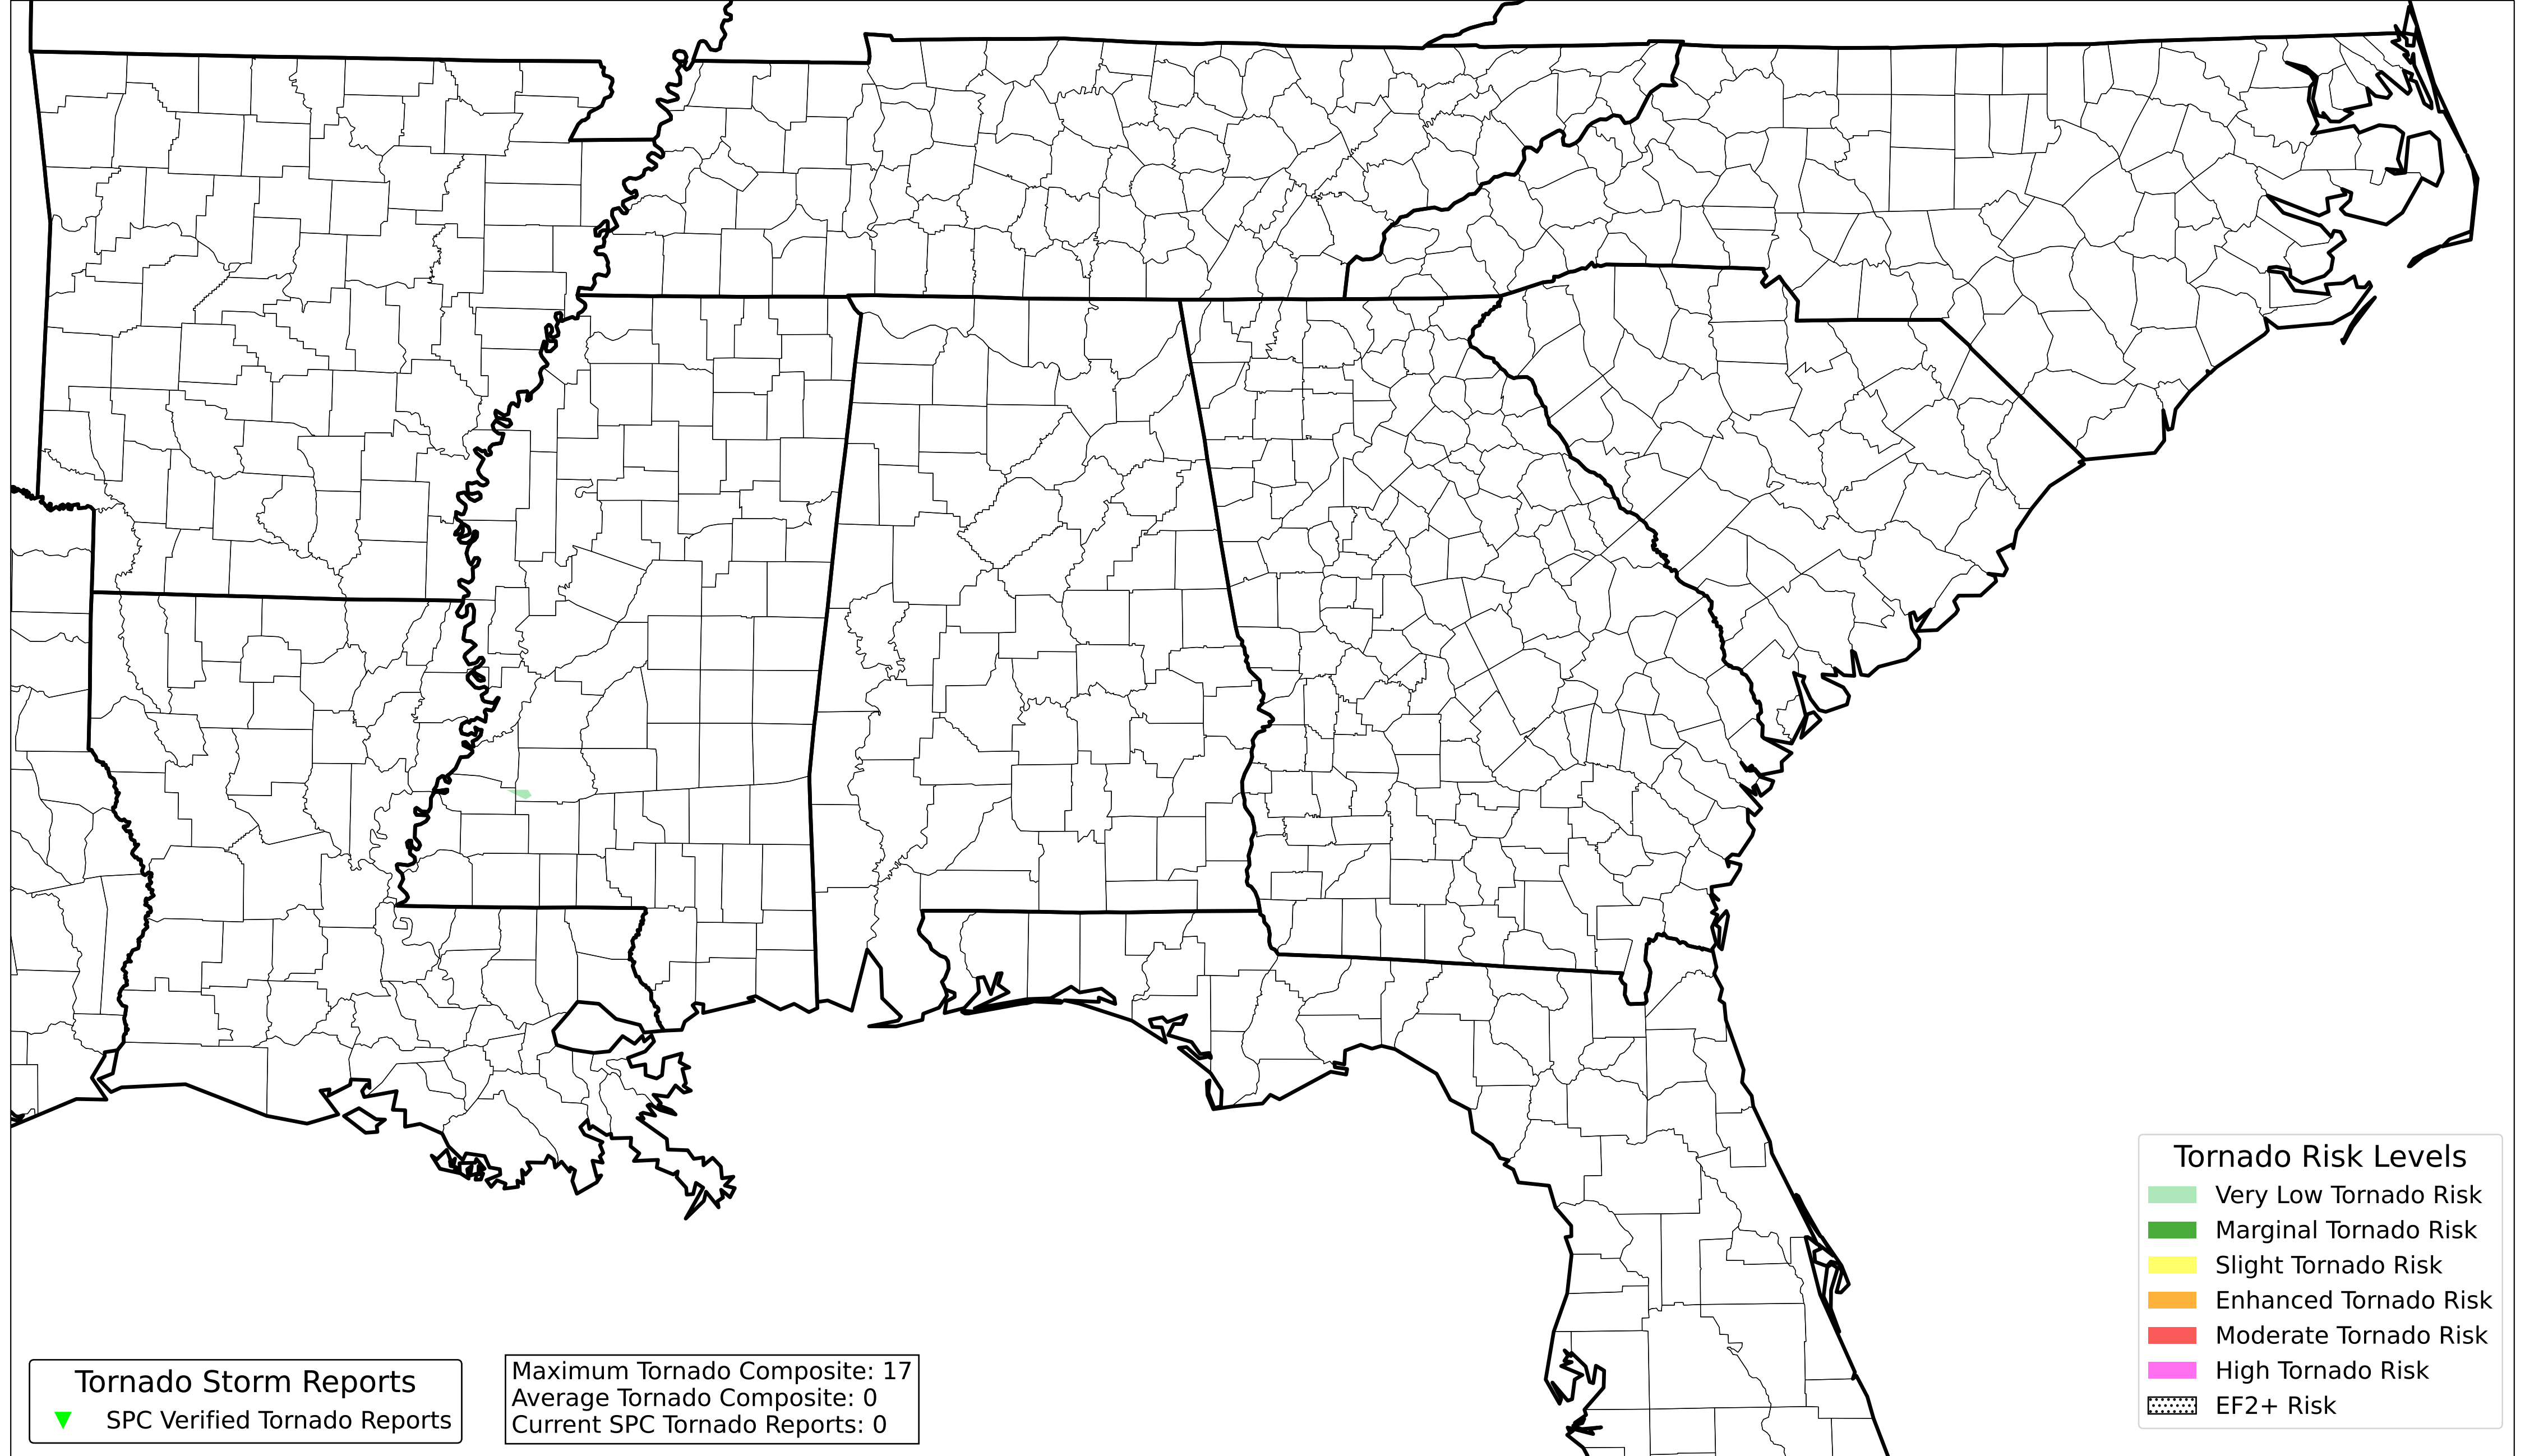 Tornado Risk Levels
Very Low Tornado Risk
Marginal Tornado Risk
Slight Tornado Risk
Enhanced Tornado Risk
Moderate Tornado Risk
High Tornado Risk
EF2+ Risk
Tornado Storm Reports
SPC Verified Tornado Reports
Maximum Tornado Composite: 17
Average Tornado Composite: 0
Current SPC Tornado Reports: 0